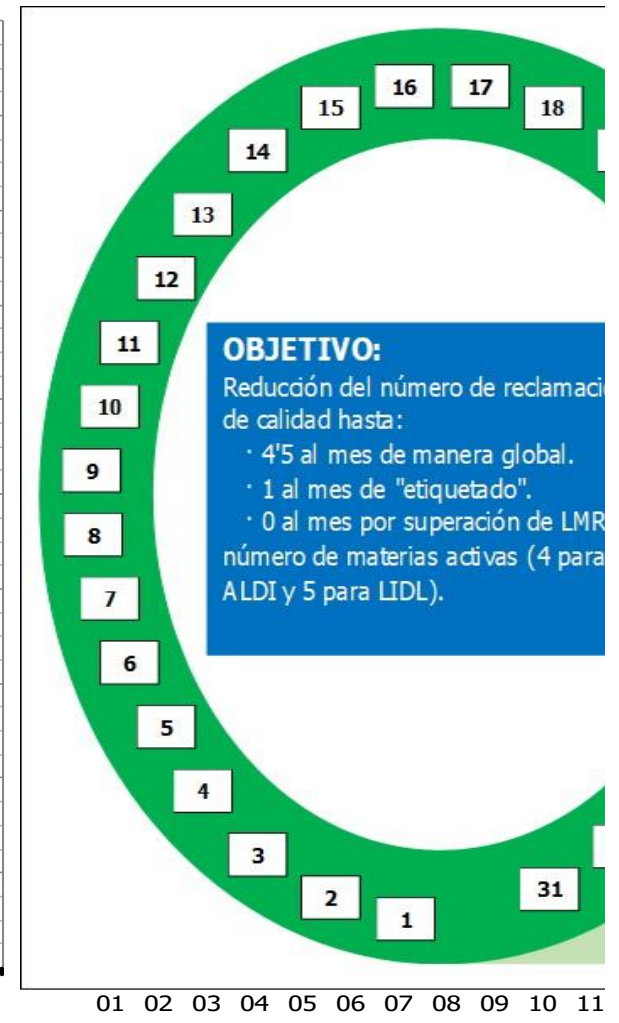 16 17
15 18
14
13
12
11
OBJETIVO:
Reducción del número de
de calidad hasta:
10
· 4'5 al mes de manera global.
9
· 1 al mes de "etiquetado".
· 0 al mes por superación de LMR
8
número de materias activas (4 para
ALDI y 5 para LIDL).
7
6
5
4
3
2 31
1
01 02 03 04 05 06 07 08 09 10 11